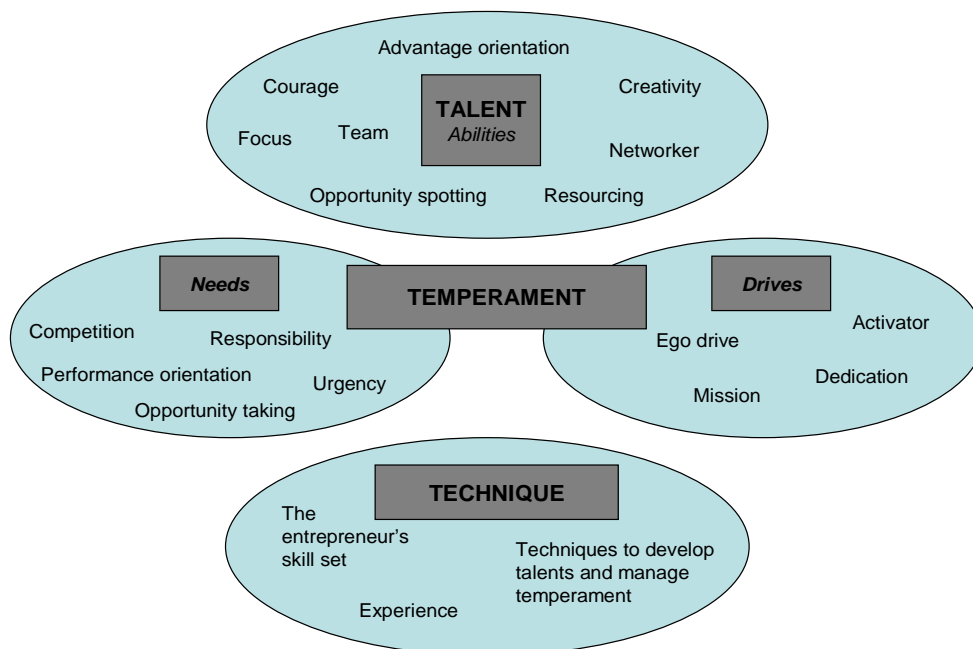 Advantage orientation
Courage
Creativity
TALENT
Abilities
Focus
Team
Networker
Opportunity spotting
Resourcing
Needs
TEMPERAMENT
Drives
Competition
Responsibility
Performance orientation
Urgency
Opportunity taking
Activator
Ego drive
Dedication
Mission
TECHNIQUE
The
entrepreneur's
skill set
Techniques to develop
talents and manage
temperament
Experience